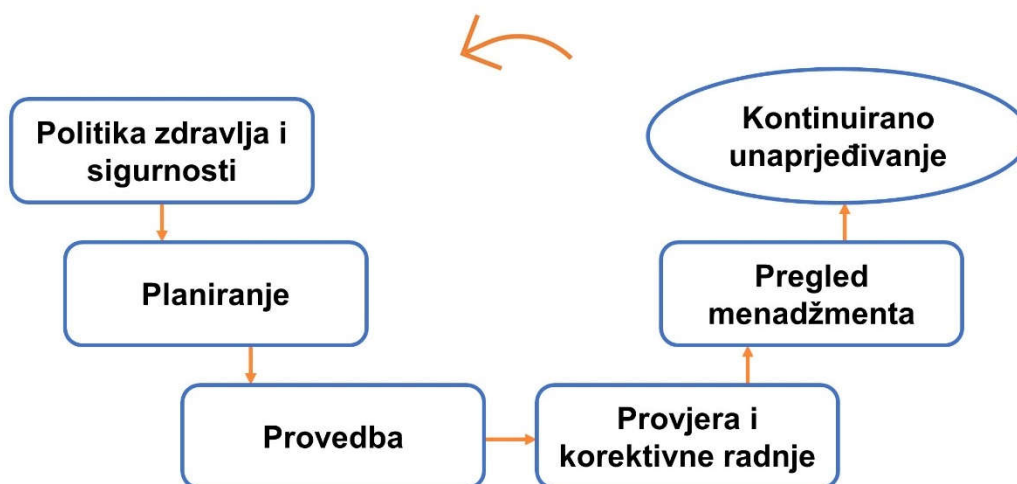 Politika zdravlja i
sigurnosti
Planiranje
Provedba
Provjera i
korektivne radnje
Pregled
menadžmenta
Kontinuirano
unaprjeđivanje